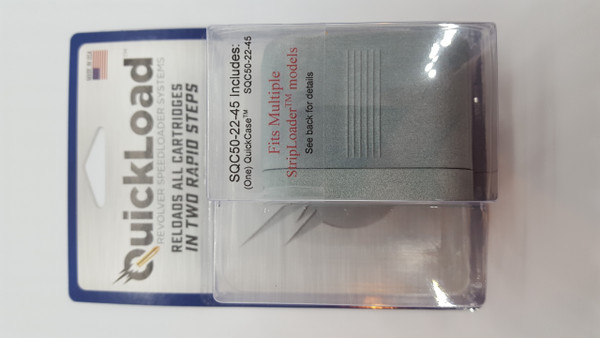 QuickLoad™
REVOLVER SPEEDLOADER SYSTEMS
RELOADS ALL CARTRIDGES
IN TWO RAPID STEPS
SQC50-22-45 Includes:
(One) QuickCase™ SQC50-22-45
Fits Multiple
StripLoader™ models
See back for details